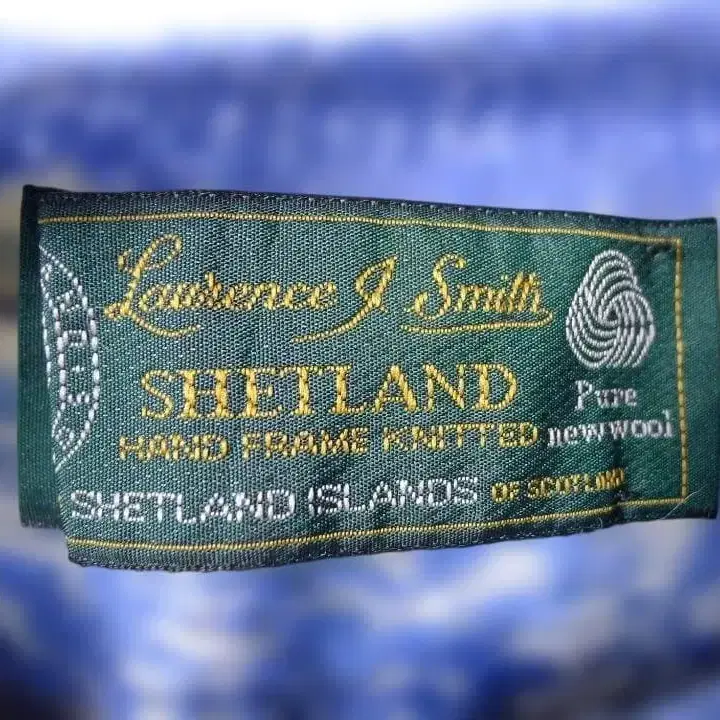 Lawrence J. Smith
SHETLAND
HAND FRAME KNITTED
SHETLAND ISLANDS OF SCOTLAND
Pure
new wool